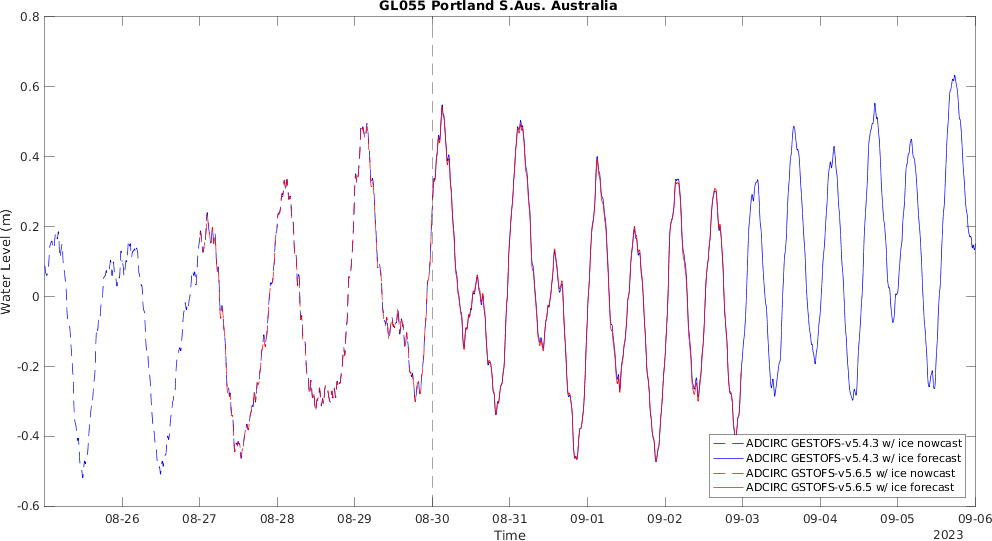 GL055 Portland S.Aus. Australia
0.8
0.6
0.4
0.2
0
-0.2
-0.4
-0.6
Water Level (m)
08-26 08-27 08-28 08-29 08-30 08-31 09-01 09-02 09-03 09-04 09-05 09-06
Time
2023
ADCIRC GESTOFS-v5.4.3 w/ ice nowcast
ADCIRC GESTOFS-v5.4.3 w/ ice forecast
ADCIRC GSTOFS-v5.6.5 w/ ice nowcast
ADCIRC GSTOFS-v5.6.5 w/ ice forecast